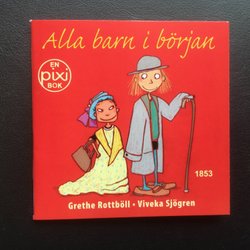 Alla barn i början
EN
pixi
BOK
1853
Grethe Rottböll • Viveka Sjögren